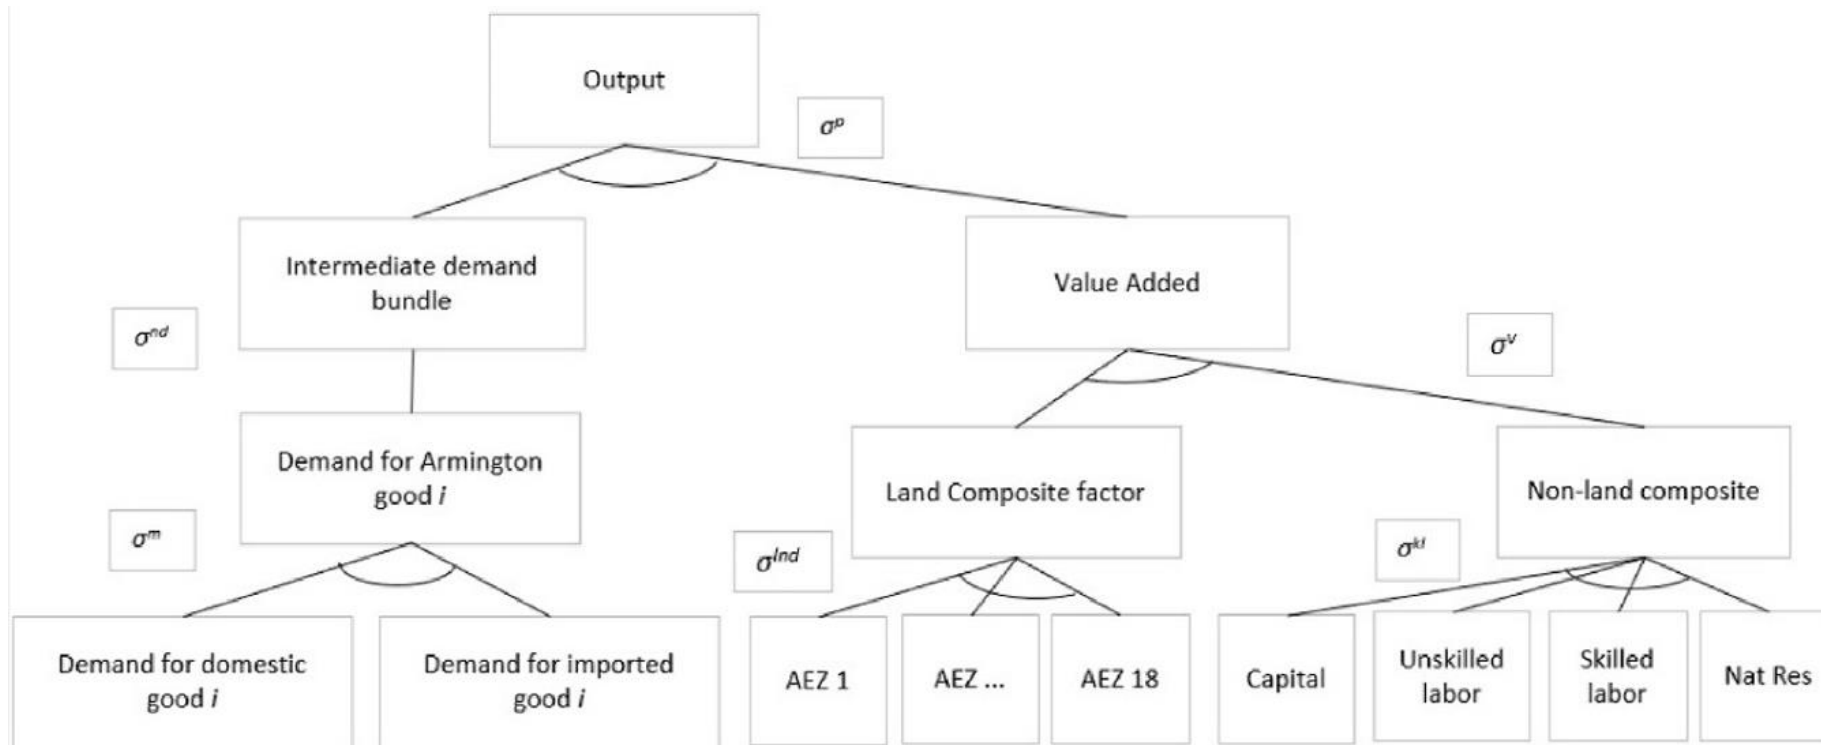 Output
σᵖ
Intermediate demand
bundle
Value Added
σⁿᵈ
σⱽ
Demand for Armington
good i
Land Composite factor
Non-land composite
σᵐ
σˡⁿᵈ
σᵏˡ
Demand for domestic
good i
Demand for imported
good i
AEZ 1
AEZ ...
AEZ 18
Capital
Unskilled
labor
Skilled
labor
Nat Res